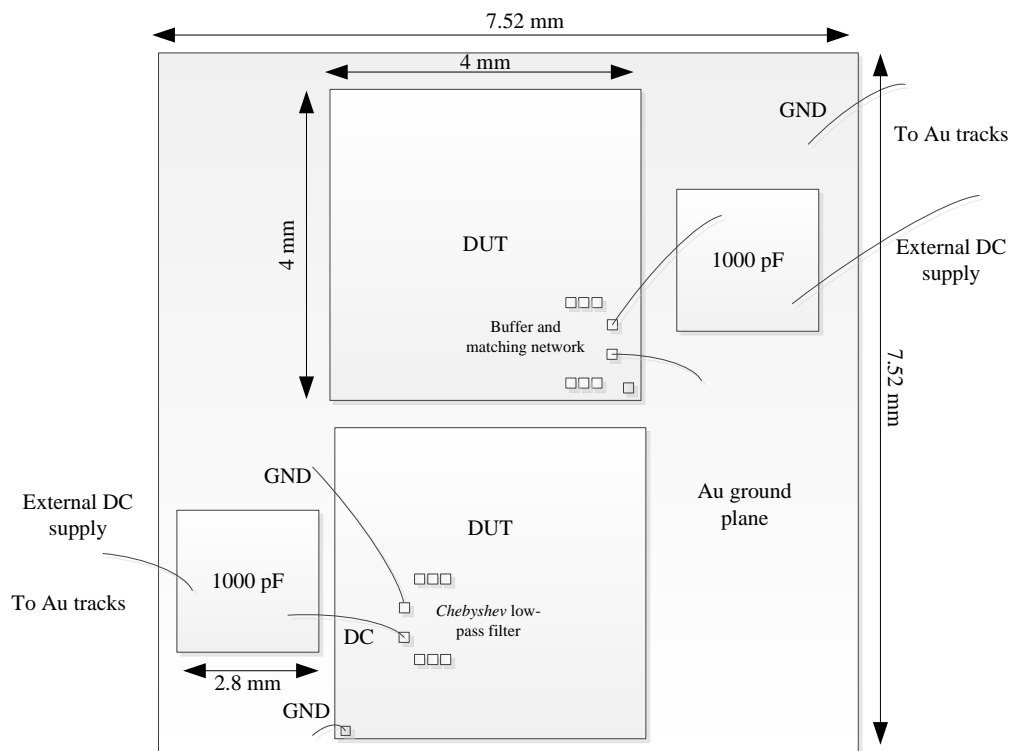 7.52 mm
4 mm
GND
To Au tracks
4 mm
DUT
1000 pF
External DC
supply
Buffer and
matching network
7.52 mm
GND
External DC
supply
Au ground
plane
DUT
1000 pF
To Au tracks
Chebyshev low-
pass filter
DC
2.8 mm
GND